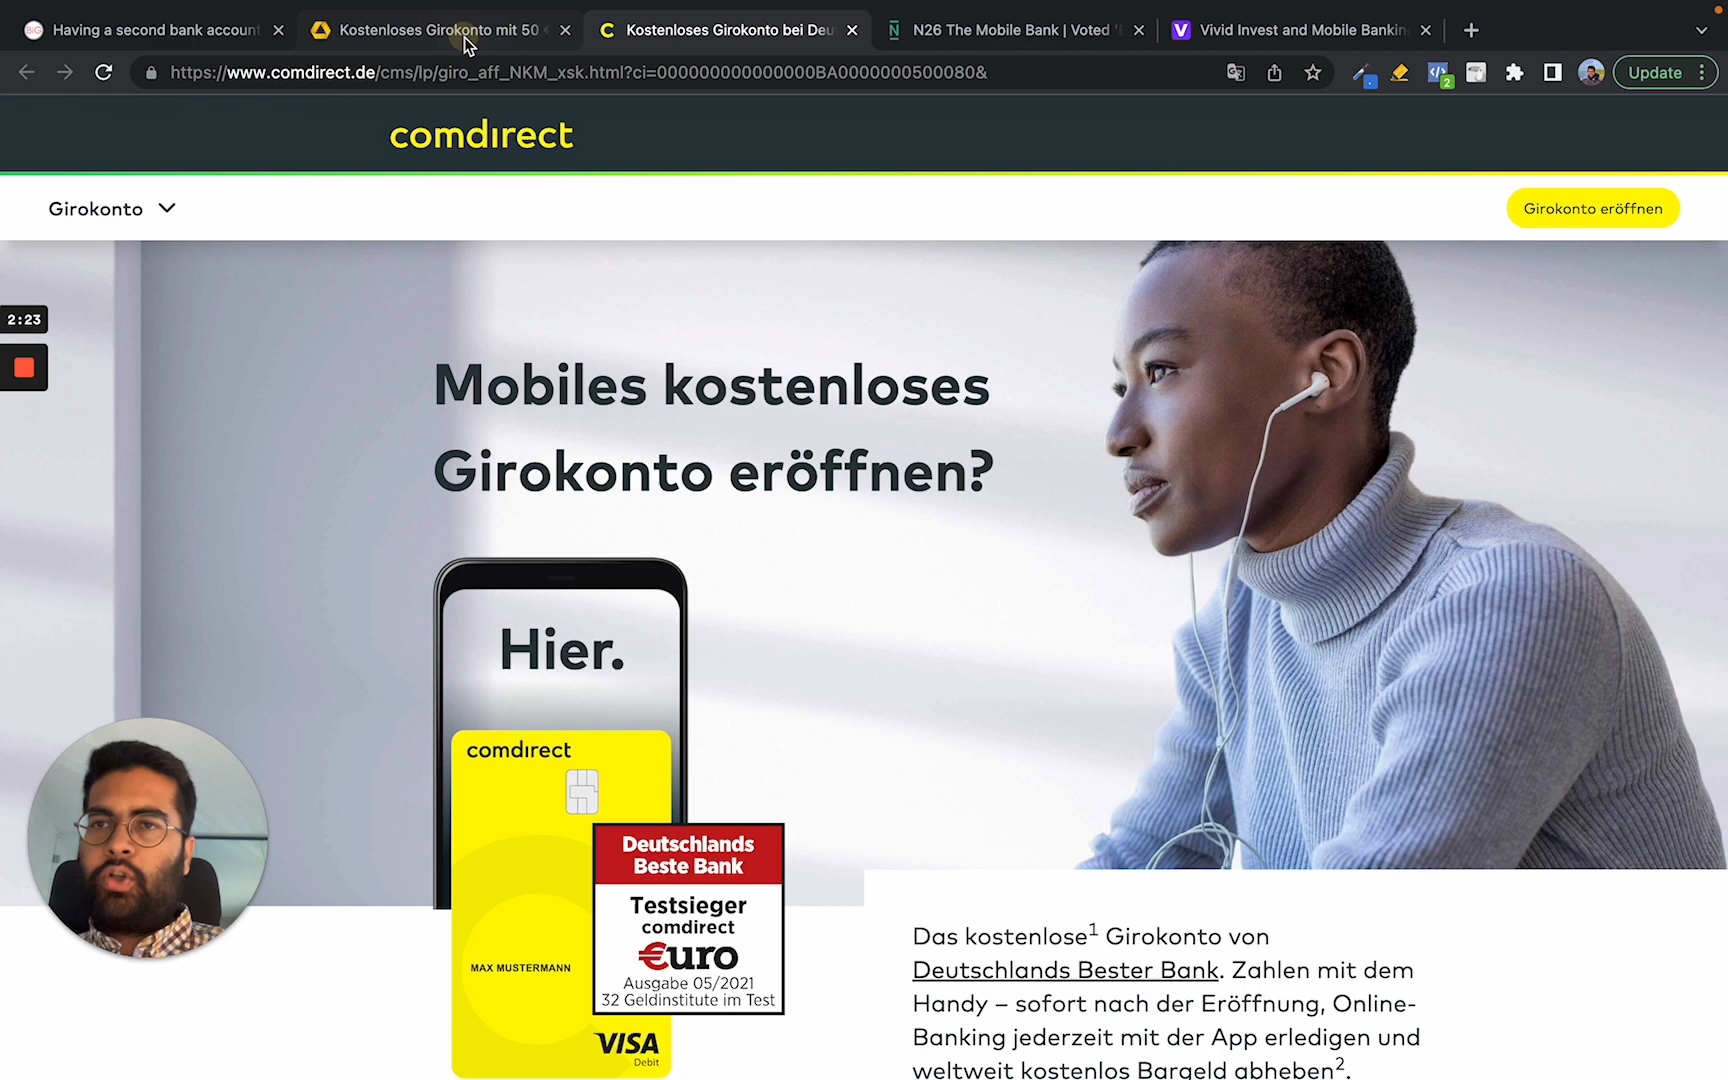 Having a second bank account
Kostenloses Girokonto mit 50
Kostenloses Girokonto bei Deu
N26 The Mobile Bank | Voted
Vivid Invest and Mobile Bankin
https://www.comdirect.de/cms/lp/giro_aff_NKM_xsk.html?ci=000000000000000BA0000000500080&
2
Update
comdırect
Girokonto
Girokonto eröffnen
2:23
Mobiles kostenloses
Girokonto eröffnen?
Hier.
comdırect
Deutschlands
Beste Bank
Testsieger
comdirect
€uro
Ausgabe 05/2021
32 Geldinstitute im Test
MAX MUSTERMANN
VISA
Debit
Das kostenlose1 Girokonto von
Deutschlands Bester Bank. Zahlen mit dem
Handy – sofort nach der Eröffnung, Online-
Banking jederzeit mit der App erledigen und
weltweit kostenlos Bargeld abheben2.